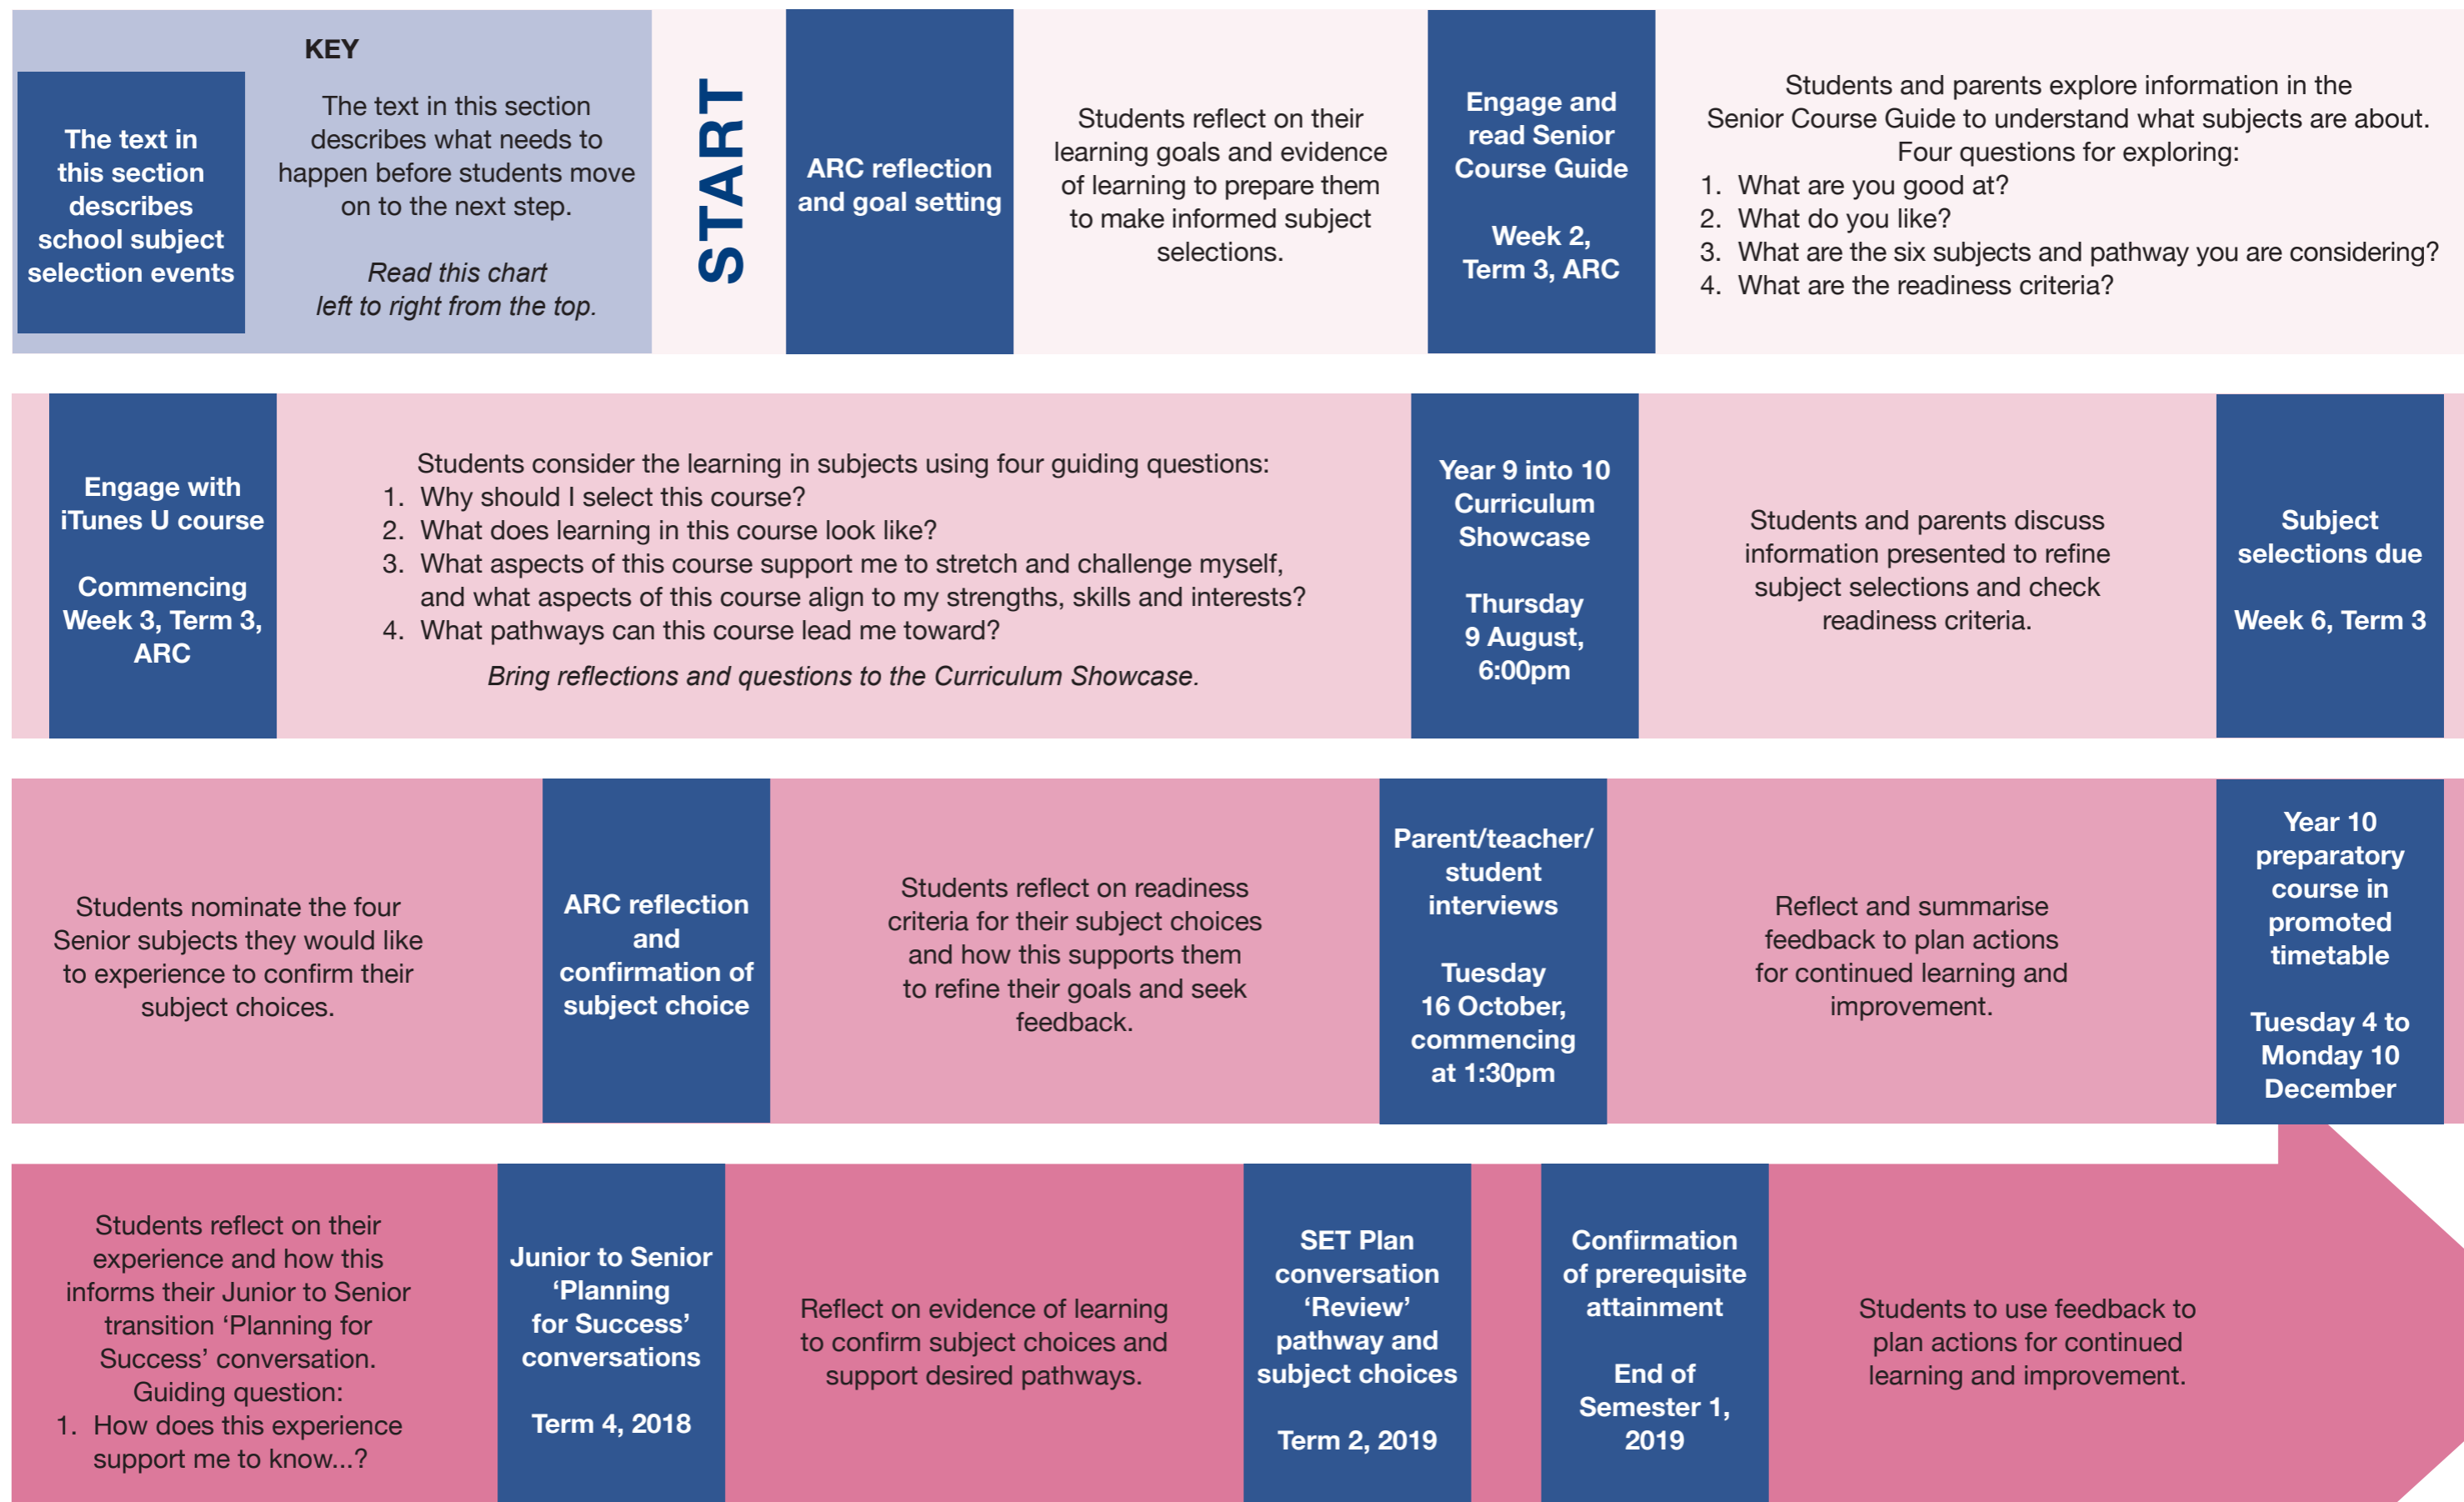 KEY
The text in
this section
describes
school subject
selection events
The text in this section
describes what needs to
happen before students move
on to the next step.
Read this chart
left to right from the top.
START
ARC reflection
and goal setting
Students reflect on their
learning goals and evidence
of learning to prepare them
to make informed subject
selections.
Engage and
read Senior
Course Guide
Week 2,
Term 3, ARC
Students and parents explore information in the
Senior Course Guide to understand what subjects are about.
Four questions for exploring:
1. What are you good at?
2. What do you like?
3. What are the six subjects and pathway you are considering?
4. What are the readiness criteria?
Engage with
iTunes U course
Commencing
Week 3, Term 3,
ARC
Students consider the learning in subjects using four guiding questions:
1. Why should I select this course?
2. What does learning in this course look like?
3. What aspects of this course support me to stretch and challenge myself,
and what aspects of this course align to my strengths, skills and interests?
4. What pathways can this course lead me toward?
Bring reflections and questions to the Curriculum Showcase.
Year 9 into 10
Curriculum
Showcase
Thursday
9 August,
6:00pm
Students and parents discuss
information presented to refine
subject selections and check
readiness criteria.
Subject
selections due
Week 6, Term 3
Students nominate the four
Senior subjects they would like
to experience to confirm their
subject choices.
ARC reflection
and
confirmation of
subject choice
Students reflect on readiness
criteria for their subject choices
and how this supports them
to refine their goals and seek
feedback.
Parent/teacher/
student
interviews
Tuesday
16 October,
commencing
at 1:30pm
Reflect and summarise
feedback to plan actions
for continued learning and
improvement.
Year 10
preparatory
course in
promoted
timetable
Tuesday 4 to
Monday 10
December
Students reflect on their
experience and how this
informs their Junior to Senior
transition ‘Planning for
Success’ conversation.
Guiding question:
1. How does this experience
support me to know...?
Junior to Senior
‘Planning
for Success’
conversations
Term 4, 2018
Reflect on evidence of learning
to confirm subject choices and
support desired pathways.
SET Plan
conversation
‘Review’
pathway and
subject choices
Term 2, 2019
Confirmation
of prerequisite
attainment
End of
Semester 1,
2019
Students to use feedback to
plan actions for continued
learning and improvement.